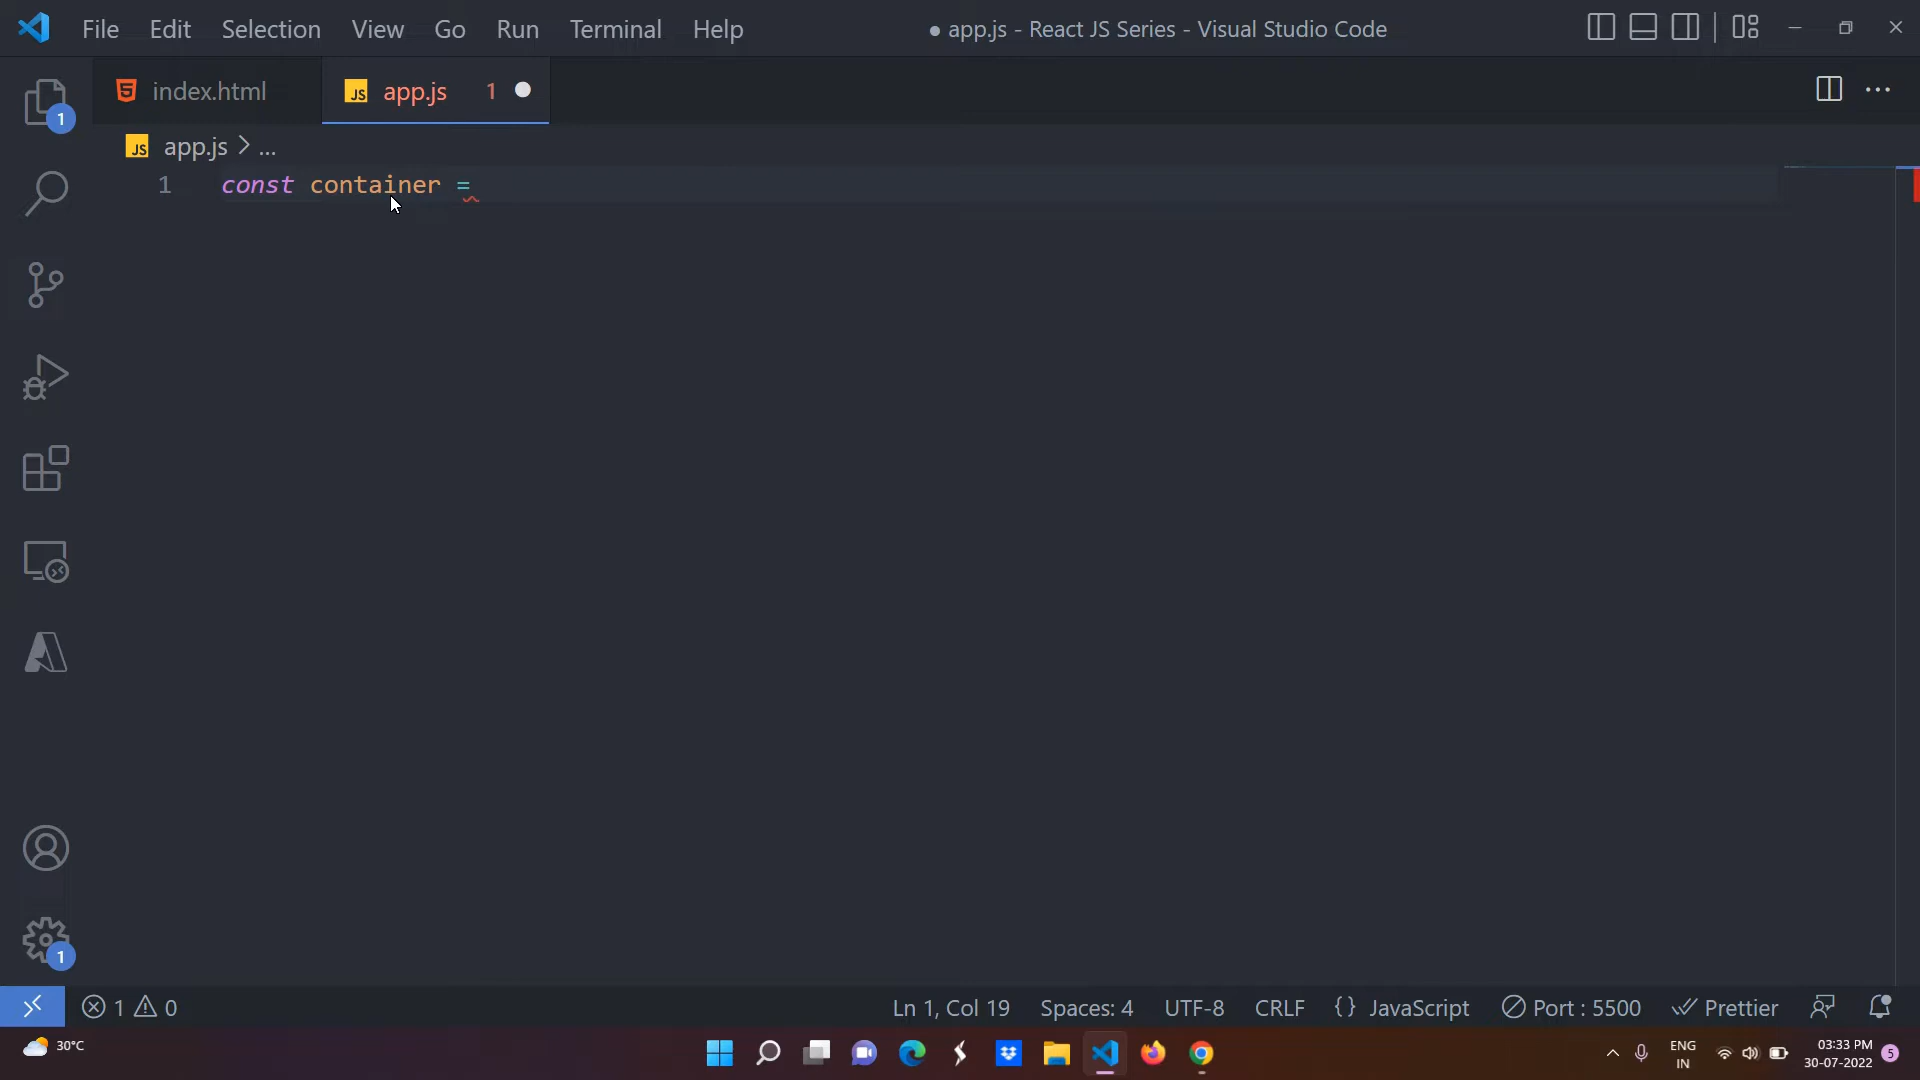 File Edit Selection View Go Run Terminal Help
● app.js - React JS Series - Visual Studio Code
index.html
JS app.js 1
JS app.js > ...
1 const container =
1
1
1 0
Ln 1, Col 19 Spaces: 4 UTF-8 CRLF {} JavaScript Port : 5500 Prettier
30°C
ENG
IN
03:33 PM
30-07-2022
5